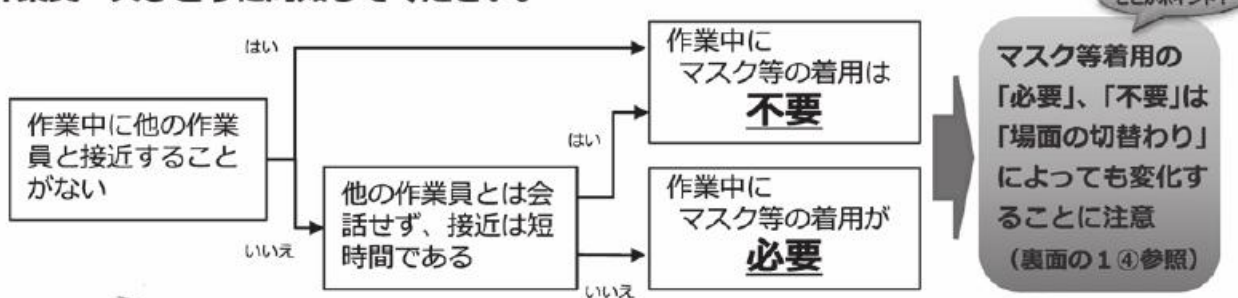 はい
作業中に他の作業
員と接近すること
がない
いいえ
他の作業員とは会
話せず、接近は短
時間である
はい
いいえ
作業中に
マスク等の着用は
不要
作業中に
マスク等の着用が
必要
マスク等着用の
「必要」、「不要」は
「場面の切替わり」
によっても変化す
ることに注意
(裏面の1④参照)